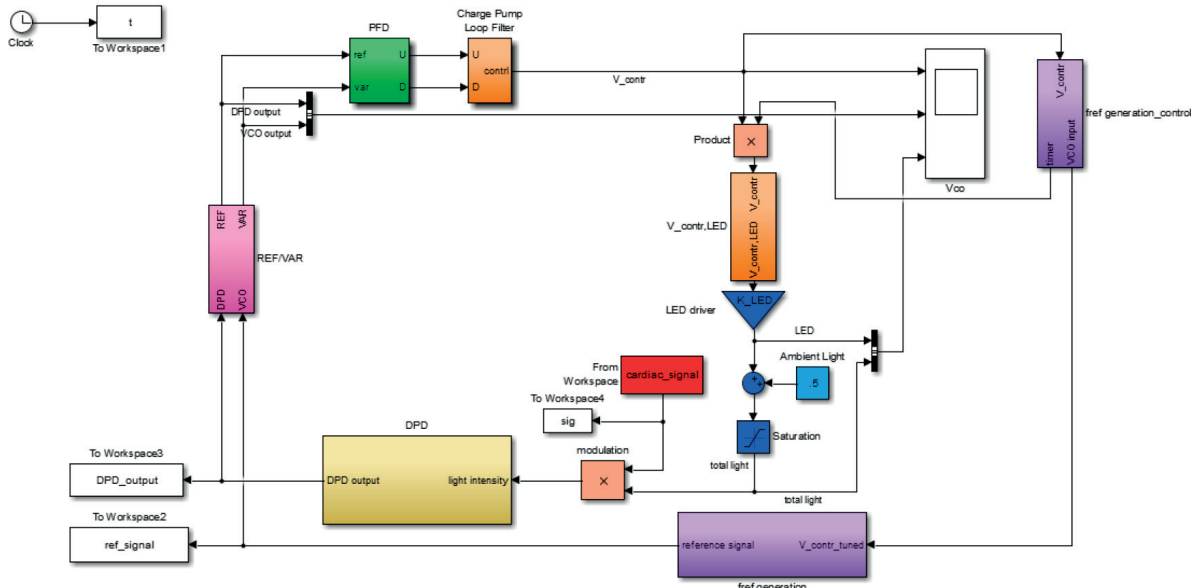 Clock
t
To Workspace1
PFD
ref
U
var
D
Charge Pump
Loop Filter
U
contrl
D
V_contr
DPD output
VCO output
Product
×
V_contr
V_contr,LED
V_contr,LED
Vco
V_contr
timer
VCO input
fref generation_control
REF
VAR
DPD
VCO
REF/VAR
K_LED
LED driver
LED
Ambient Light
.5
From
Workspace
cardiac_signal
To Workspace4
sig
Saturation
total light
total light
modulation
×
DPD
DPD output
light intensity
To Workspace3
DPD_output
To Workspace2
ref_signal
reference signal
V_contr_tuned
fref generation